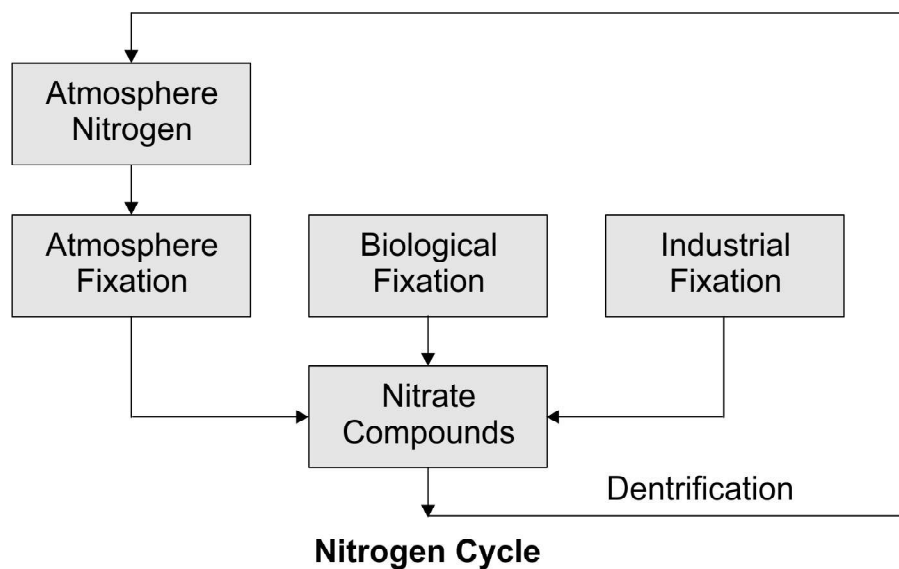 Atmosphere
Nitrogen
Atmosphere
Fixation
Biological
Fixation
Industrial
Fixation
Nitrate
Compounds
Dentrification
Nitrogen Cycle